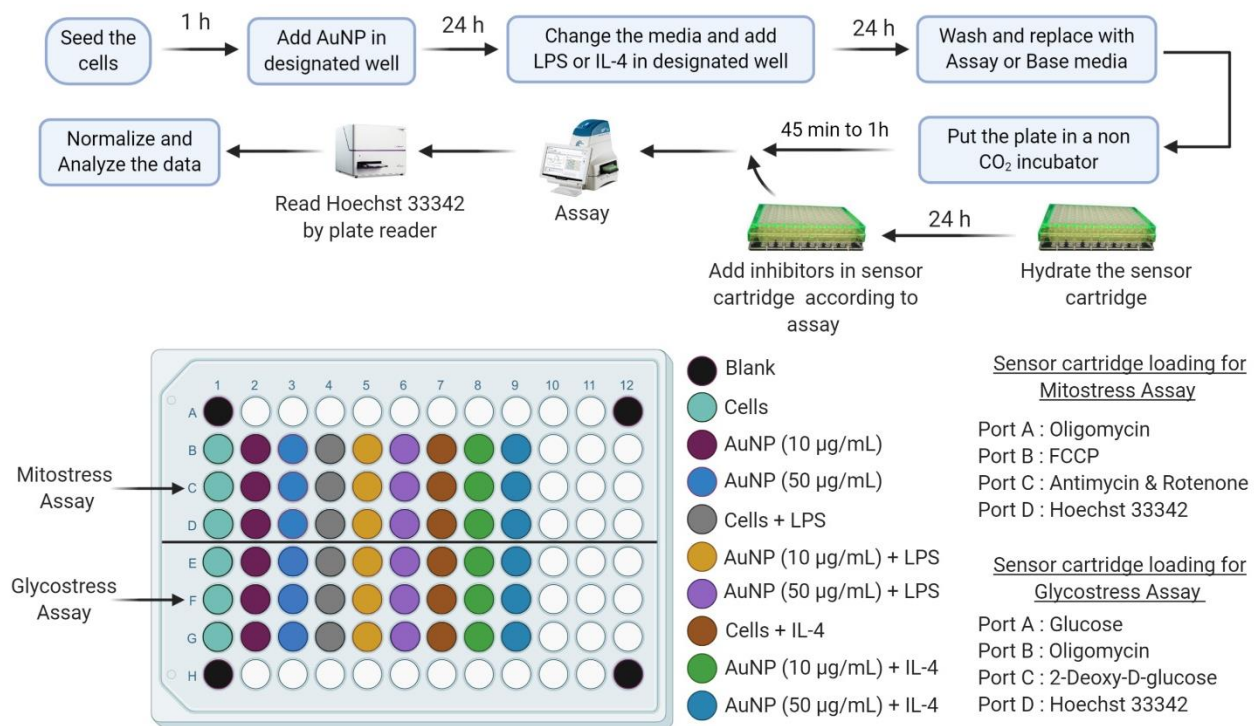 Seed the
cells
1 h
Add AuNP in
designated well
24 h
Change the media and add
LPS or IL-4 in designated well
24 h
Wash and replace with
Assay or Base media
Normalize and
Analyze the data
Read Hoechst 33342
by plate reader
Assay
45 min to 1h
Put the plate in a non
CO₂ incubator
Add inhibitors in sensor
cartridge according to
assay
24 h
Hydrate the sensor
cartridge
1 2 3 4 5 6 7 8 9 10 11 12
A
B
C
D
E
F
G
H
Mitostress
Assay
Glycostress
Assay
Blank
Cells
AuNP (10 µg/mL)
AuNP (50 µg/mL)
Cells + LPS
AuNP (10 µg/mL) + LPS
AuNP (50 µg/mL) + LPS
Cells + IL-4
AuNP (10 µg/mL) + IL-4
AuNP (50 µg/mL) + IL-4
Sensor cartridge loading for
Mitostress Assay
Port A : Oligomycin
Port B : FCCP
Port C : Antimycin & Rotenone
Port D : Hoechst 33342
Sensor cartridge loading for
Glycostress Assay
Port A : Glucose
Port B : Oligomycin
Port C : 2-Deoxy-D-glucose
Port D : Hoechst 33342